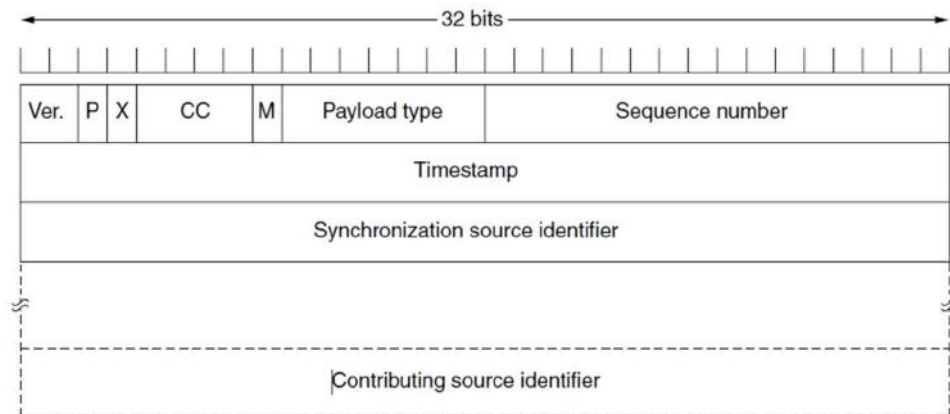 32 bits
Ver. P X CC M Payload type Sequence number
Timestamp
Synchronization source identifier
Contributing source identifier